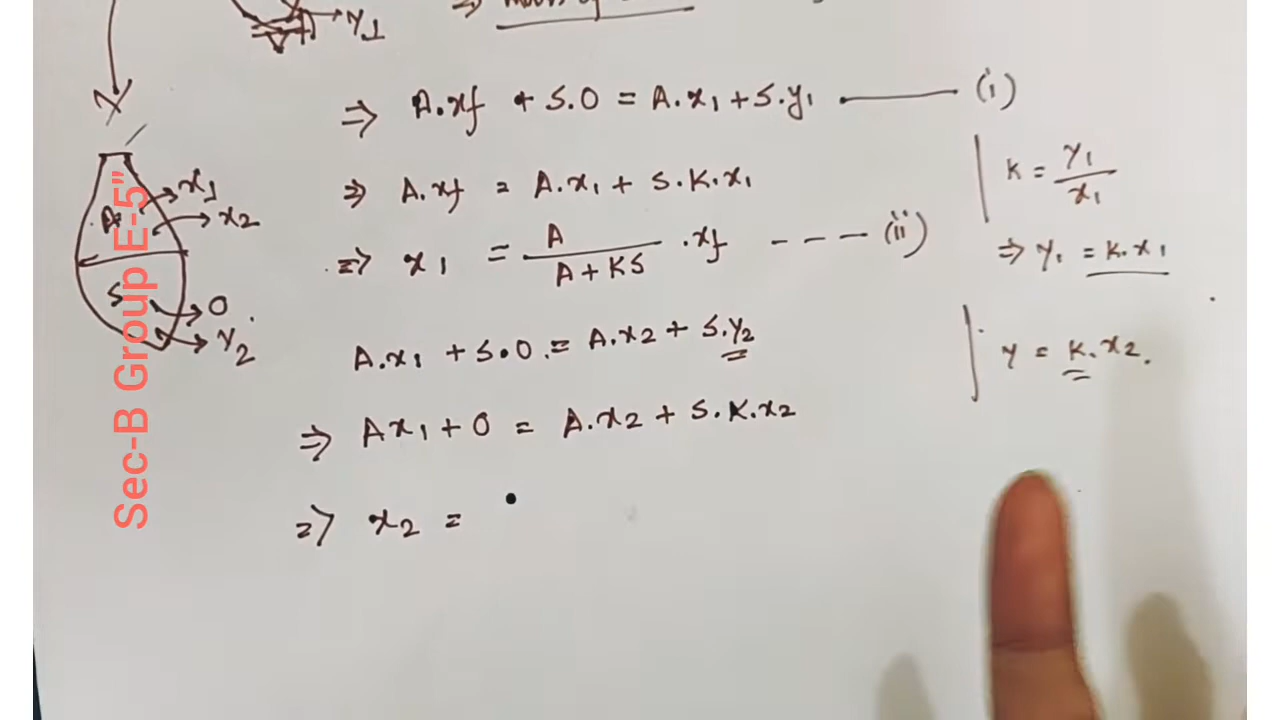 Y1
⇒ A.xf + S.0 = A.x1 + S.y1 ——— (i)
K = Y1/x1
⇒ A.xf = A.x1 + S.K.x1
⇒ Y1 = K.x1
⇒ x1 = A/(A+KS) .xf - - - (ii)
A x1
x2
S 0
Y2
A.x1 + S.0 = A.x2 + S.y2
Y = K.x2.
⇒ Ax1 + 0 = A.x2 + S.K.x2
⇒ x2 =
Sec-B Group E-5"